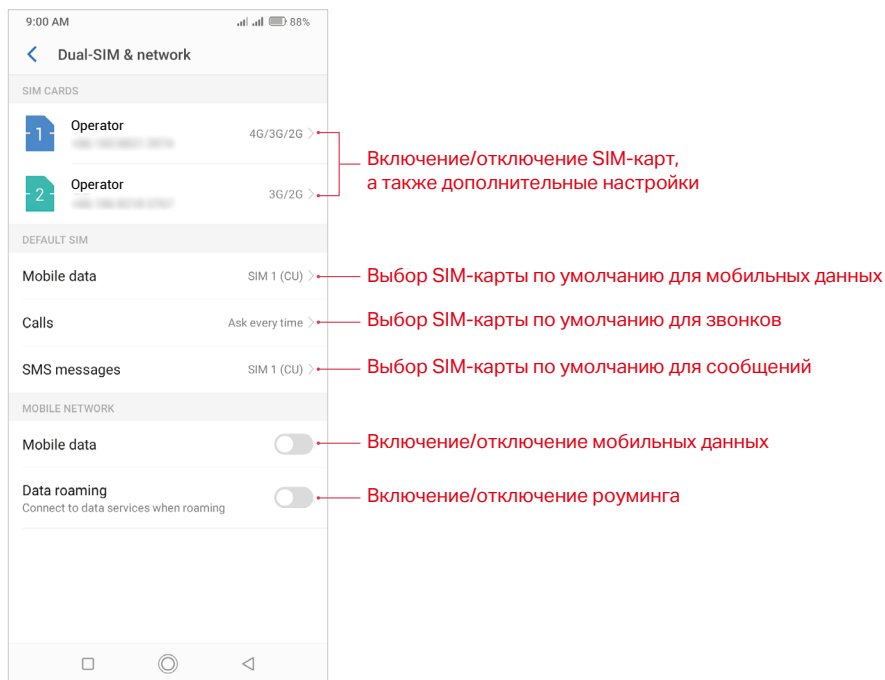 9:00 AM 88%
Dual-SIM & network
SIM CARDS
1 Operator 4G/3G/2G
Включение/отключение SIM-карт,
а также дополнительные настройки
2 Operator 3G/2G
DEFAULT SIM
Mobile data SIM 1 (CU) Выбор SIM-карты по умолчанию для мобильных данных
Calls Ask every time Выбор SIM-карты по умолчанию для звонков
SMS messages SIM 1 (CU) Выбор SIM-карты по умолчанию для сообщений
MOBILE NETWORK
Mobile data Включение/отключение мобильных данных
Data roaming Включение/отключение роуминга
Connect to data services when roaming